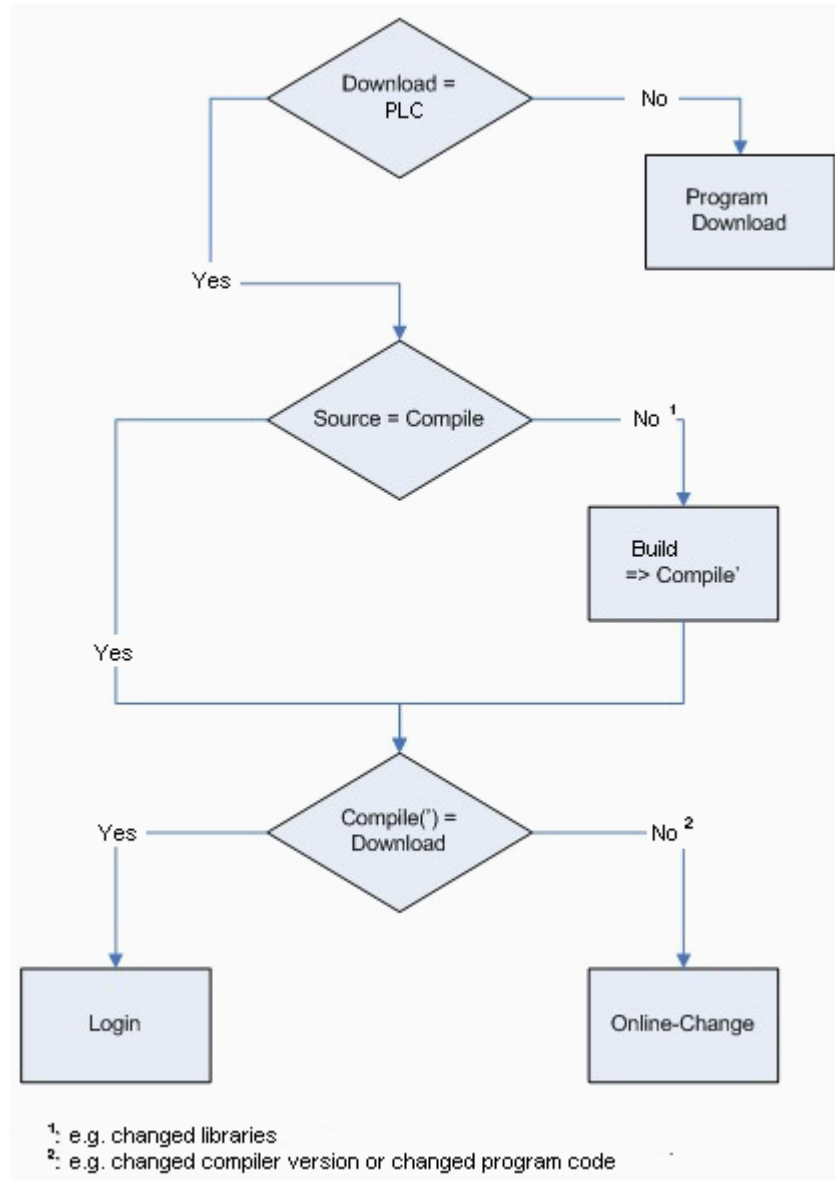 Download =
PLC
No
Program
Download
Yes
Source = Compile
No ¹
Build
=> Compile'
Yes
Compile(') =
Download
Yes
No ²
Login
Online-Change
¹: e.g. changed libraries
²: e.g. changed compiler version or changed program code